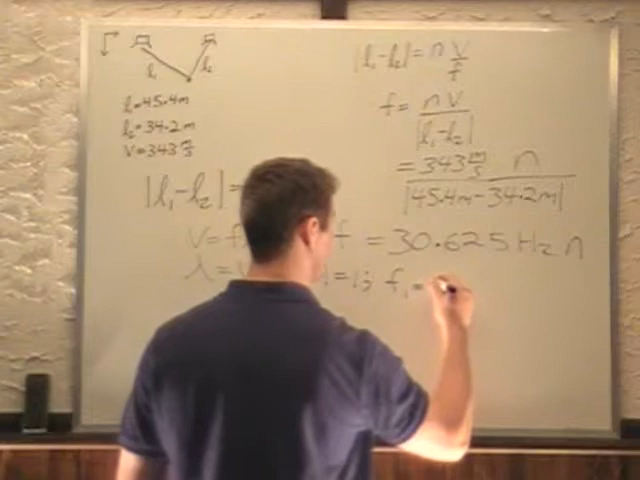 l₁ l₂
l₁=45.4m
l₂=34.2m
V=343 m/s
|l₁-l₂|=
V=f
λ=
|l₁-l₂|=n V/f
f= nV/|l₁-l₂|
= 343 m/s n / |45.4m-34.2m|
f =30.625 Hz n
=1; f₁=